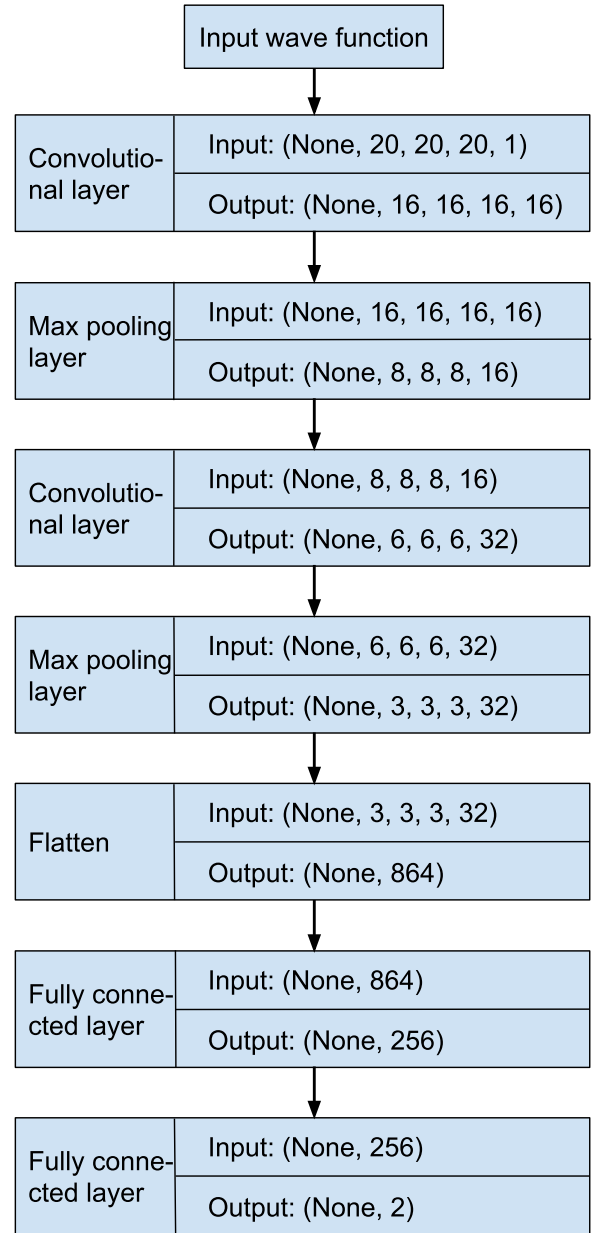 Input wave function
Convolutio-
nal layer
Input: (None, 20, 20, 20, 1)
Output: (None, 16, 16, 16, 16)
Max pooling
layer
Input: (None, 16, 16, 16, 16)
Output: (None, 8, 8, 8, 16)
Convolutio-
nal layer
Input: (None, 8, 8, 8, 16)
Output: (None, 6, 6, 6, 32)
Max pooling
layer
Input: (None, 6, 6, 6, 32)
Output: (None, 3, 3, 3, 32)
Flatten
Input: (None, 3, 3, 3, 32)
Output: (None, 864)
Fully conne-
cted layer
Input: (None, 864)
Output: (None, 256)
Fully conne-
cted layer
Input: (None, 256)
Output: (None, 2)